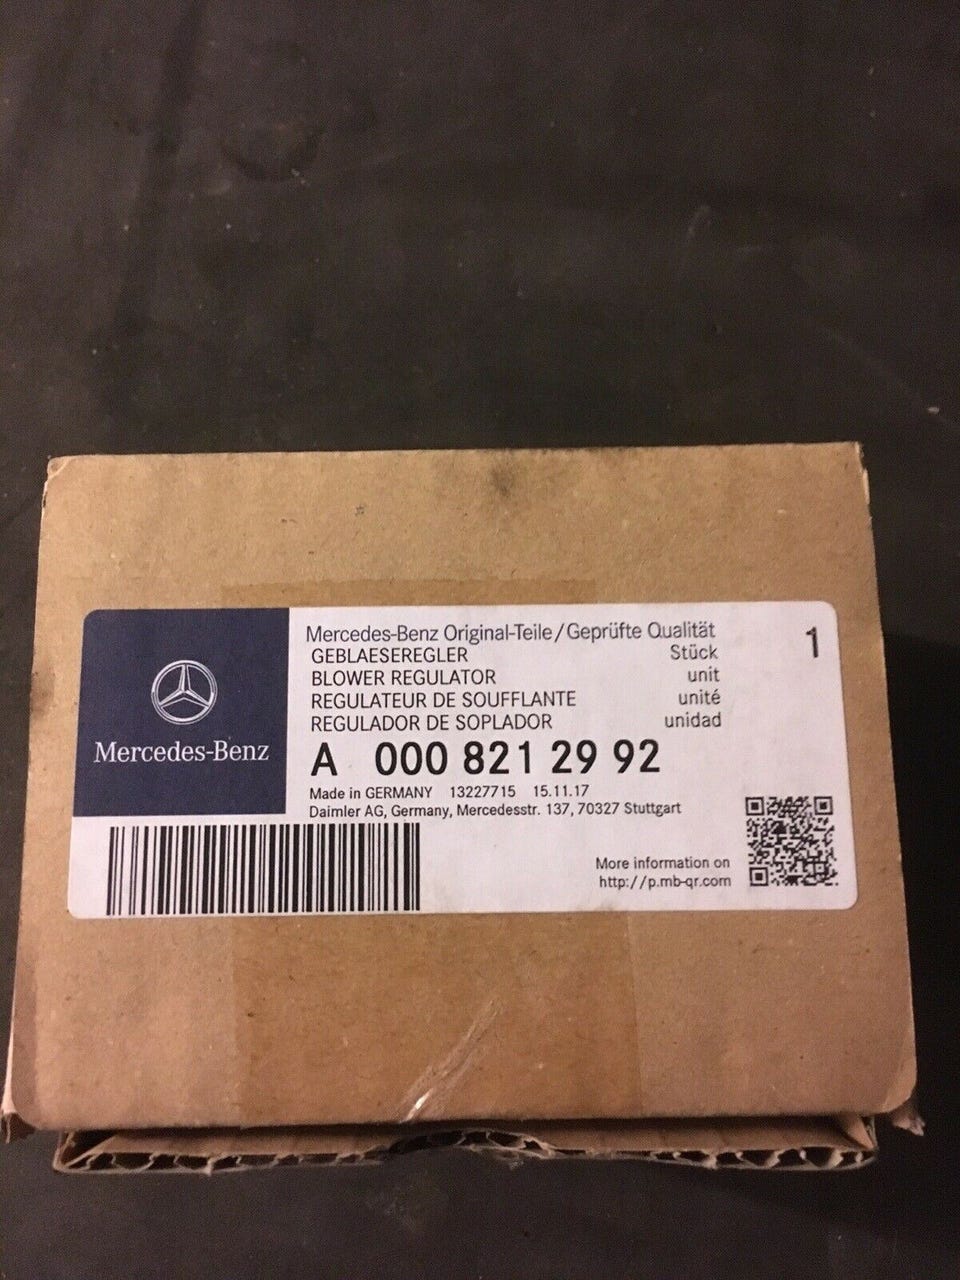 Mercedes-Benz
Mercedes-Benz Original-Teile/Geprüfte Qualität
GEBLAESEREGLER Stück
BLOWER REGULATOR unit
REGULATEUR DE SOUFFLANTE unité
REGULADOR DE SOPLADOR unidad
1
A 000 821 29 92
Made in GERMANY 13227715 15.11.17
Daimler AG, Germany, Mercedesstr. 137, 70327 Stuttgart
More information on
http://p.mb-qr.com